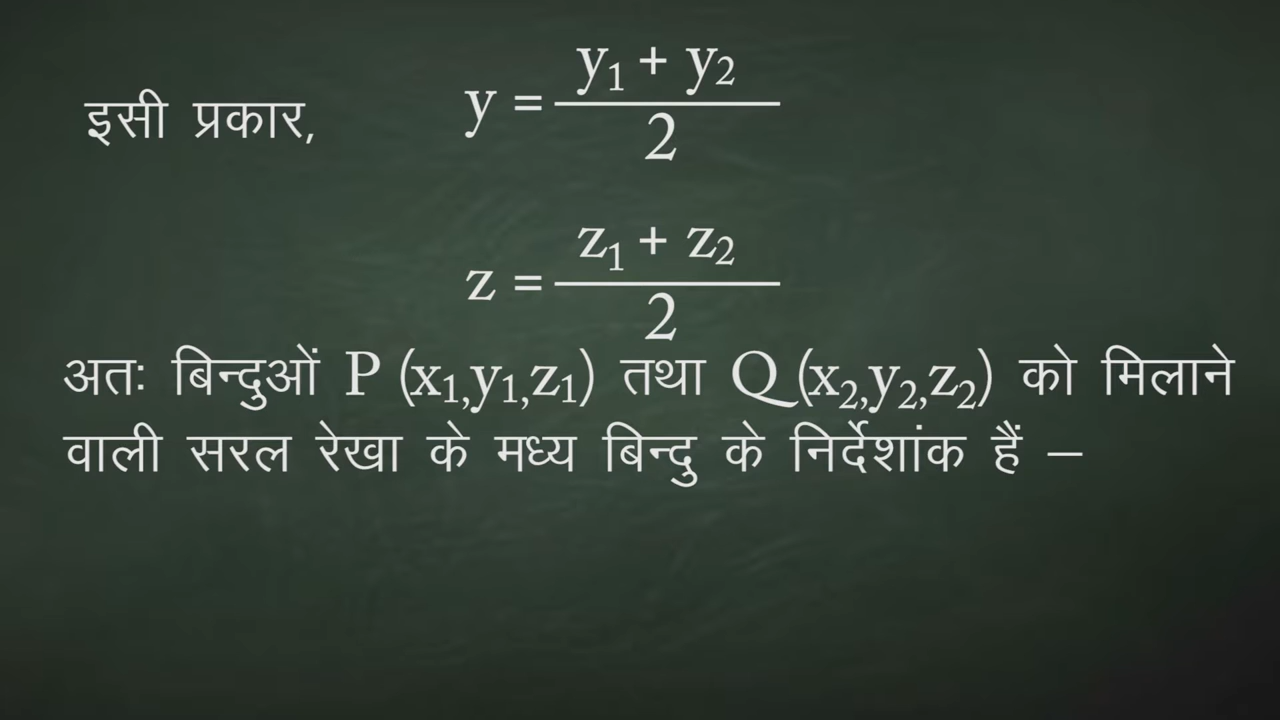 इसी प्रकार, y = (y₁ + y₂)/2
z = (z₁ + z₂)/2
अतः बिन्दुओं P (x₁,y₁,z₁) तथा Q (x₂,y₂,z₂) को मिलाने
वाली सरल रेखा के मध्य बिन्दु के निर्देशांक हैं –